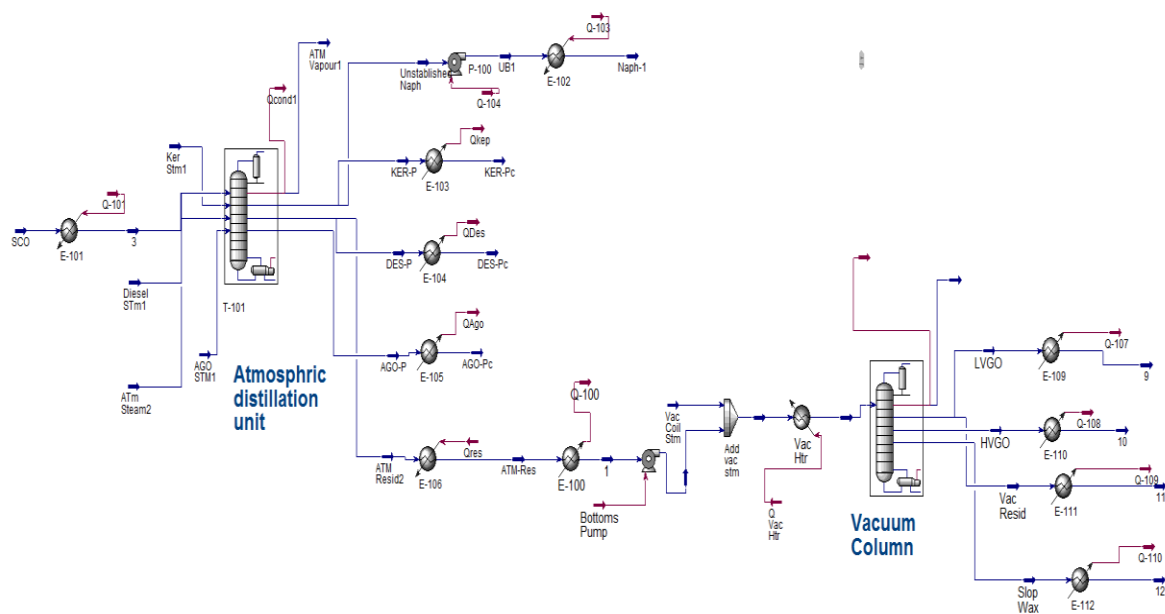 Q-103
ATM
Vapour1
Unstablished
Naph
P-100
UB1
E-102
Naph-1
Q-104
Qcond1
Ker
Stm1
Qkep
KER-P
E-103
KER-Pc
Q-101
SCO
E-101
3
QDes
DES-P
E-104
DES-Pc
Diesel
STm1
T-101
QAgo
AGO
STM1
AGO-P
E-105
AGO-Pc
Atmosphric
distillation
unit
ATm
Steam2
Q-100
Vac
Coil
Stm
LVGO
E-109
Q-107
9
Add
vac
stm
Vac
Htr
HVGO
Q-108
E-110
10
ATM
Resid2
Qres
E-106
ATM-Res
E-100
1
Bottoms
Pump
Q
Vac
Htr
Vacuum
Column
Vac
Resid
Q-109
E-111
11
Slop
Wax
Q-110
E-112
12